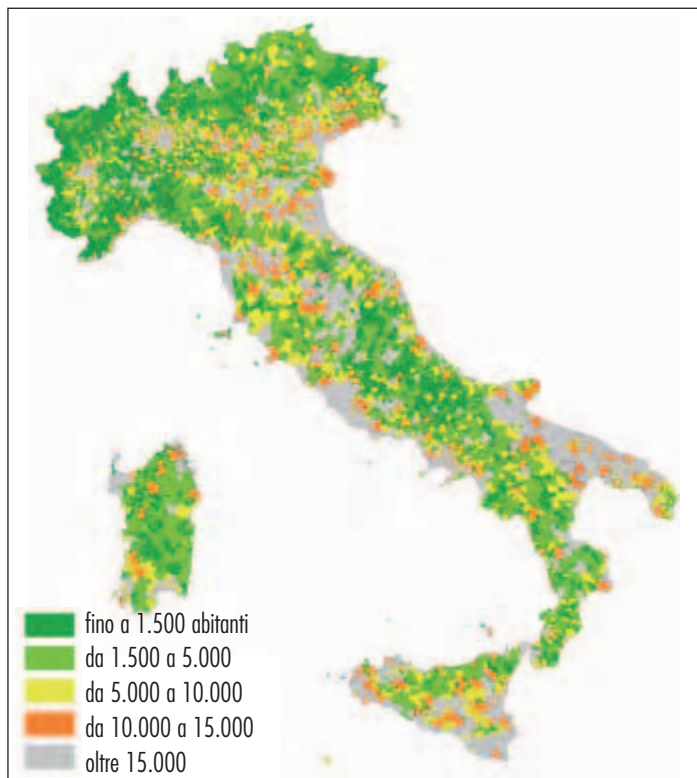 fino a 1.500 abitanti
da 1.500 a 5.000
da 5.000 a 10.000
da 10.000 a 15.000
oltre 15.000